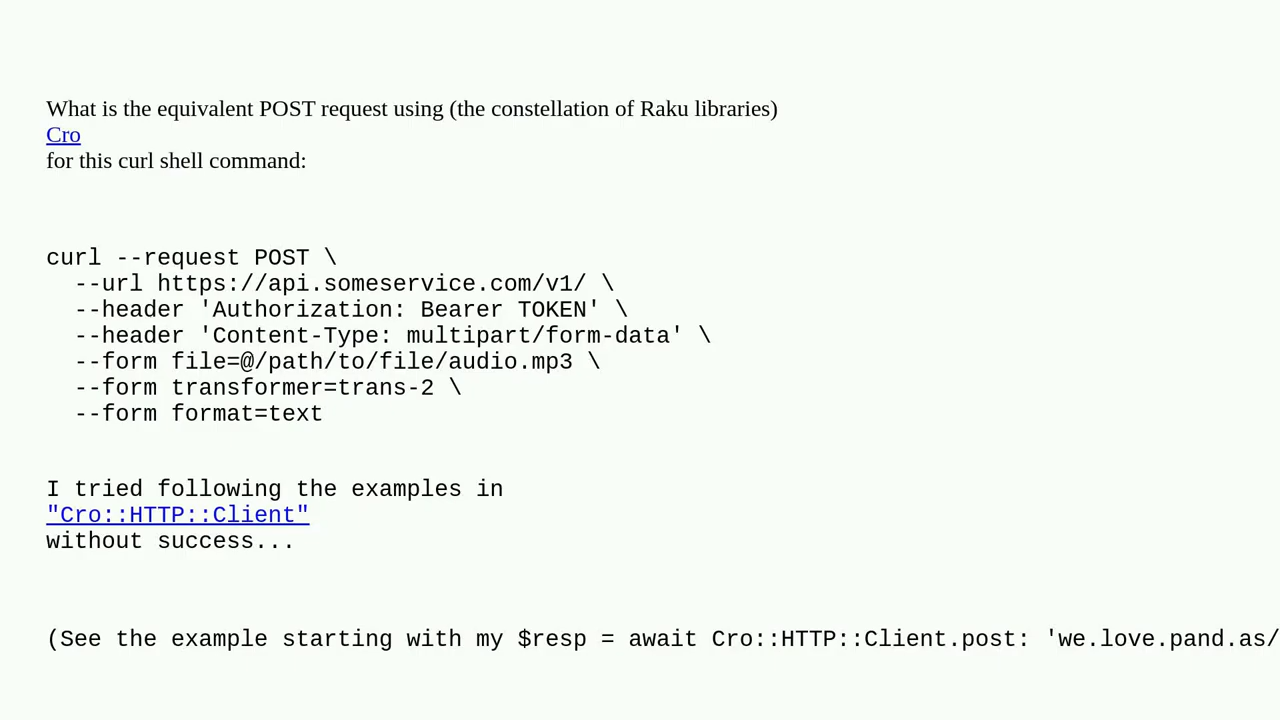 What is the equivalent POST request using (the constellation of Raku libraries)
Cro
for this curl shell command:
curl --request POST \
  --url https://api.someservice.com/v1/ \
  --header 'Authorization: Bearer TOKEN' \
  --header 'Content-Type: multipart/form-data' \
  --form file=@/path/to/file/audio.mp3 \
  --form transformer=trans-2 \
  --form format=text
I tried following the examples in
"Cro::HTTP::Client"
without success...
(See the example starting with my $resp = await Cro::HTTP::Client.post: 'we.love.pand.as/